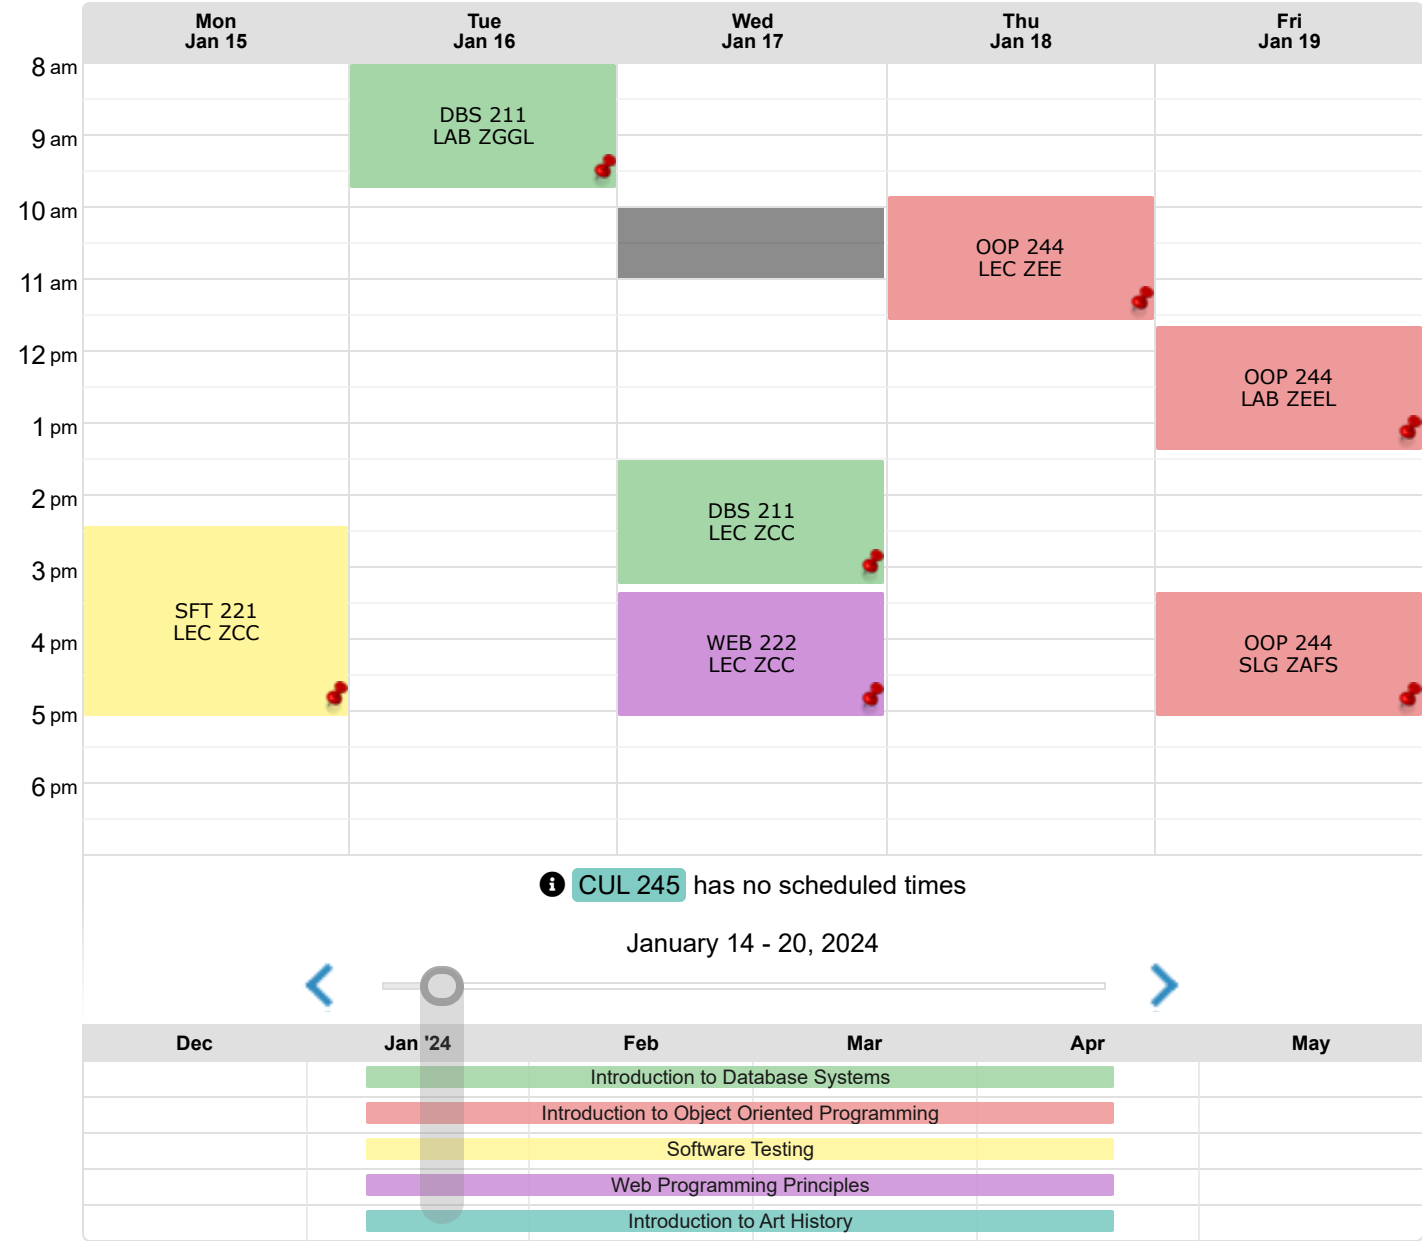 Mon
Jan 15
Tue
Jan 16
Wed
Jan 17
Thu
Jan 18
Fri
Jan 19
8 am
9 am
10 am
11 am
12 pm
1 pm
2 pm
3 pm
4 pm
5 pm
6 pm
DBS 211
LAB ZGGL
OOP 244
LEC ZEE
OOP 244
LAB ZEEL
DBS 211
LEC ZCC
SFT 221
LEC ZCC
WEB 222
LEC ZCC
OOP 244
SLG ZAFS
CUL 245 has no scheduled times
January 14 - 20, 2024
Dec Jan '24 Feb Mar Apr May
Introduction to Database Systems
Introduction to Object Oriented Programming
Software Testing
Web Programming Principles
Introduction to Art History